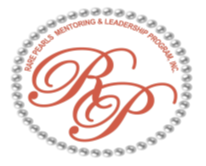 RARE PEARLS MENTORING & LEADERSHIP PROGRAM, INC.
RP